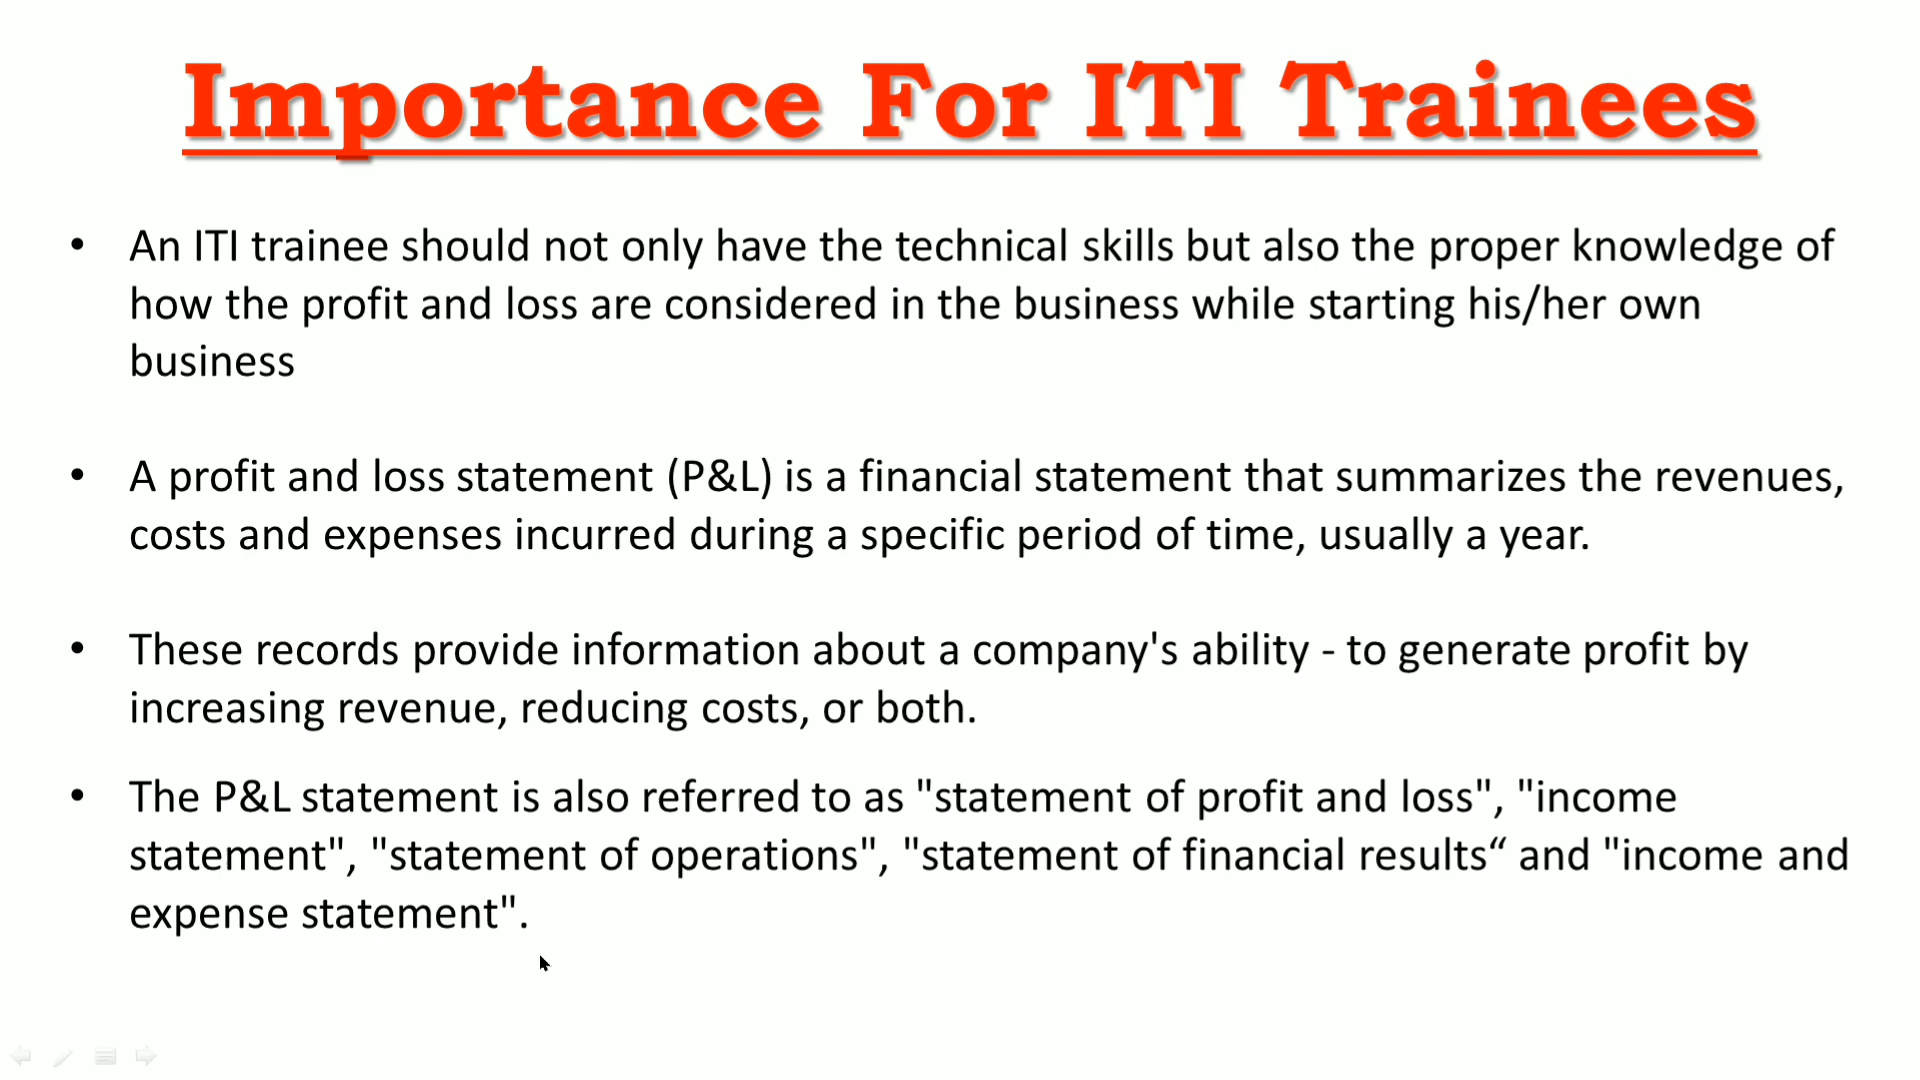 Importance For ITI Trainees
• An ITI trainee should not only have the technical skills but also the proper knowledge of
how the profit and loss are considered in the business while starting his/her own
business
• A profit and loss statement (P&L) is a financial statement that summarizes the revenues,
costs and expenses incurred during a specific period of time, usually a year.
• These records provide information about a company's ability - to generate profit by
increasing revenue, reducing costs, or both.
• The P&L statement is also referred to as "statement of profit and loss", "income
statement", "statement of operations", "statement of financial results“ and "income and
expense statement".